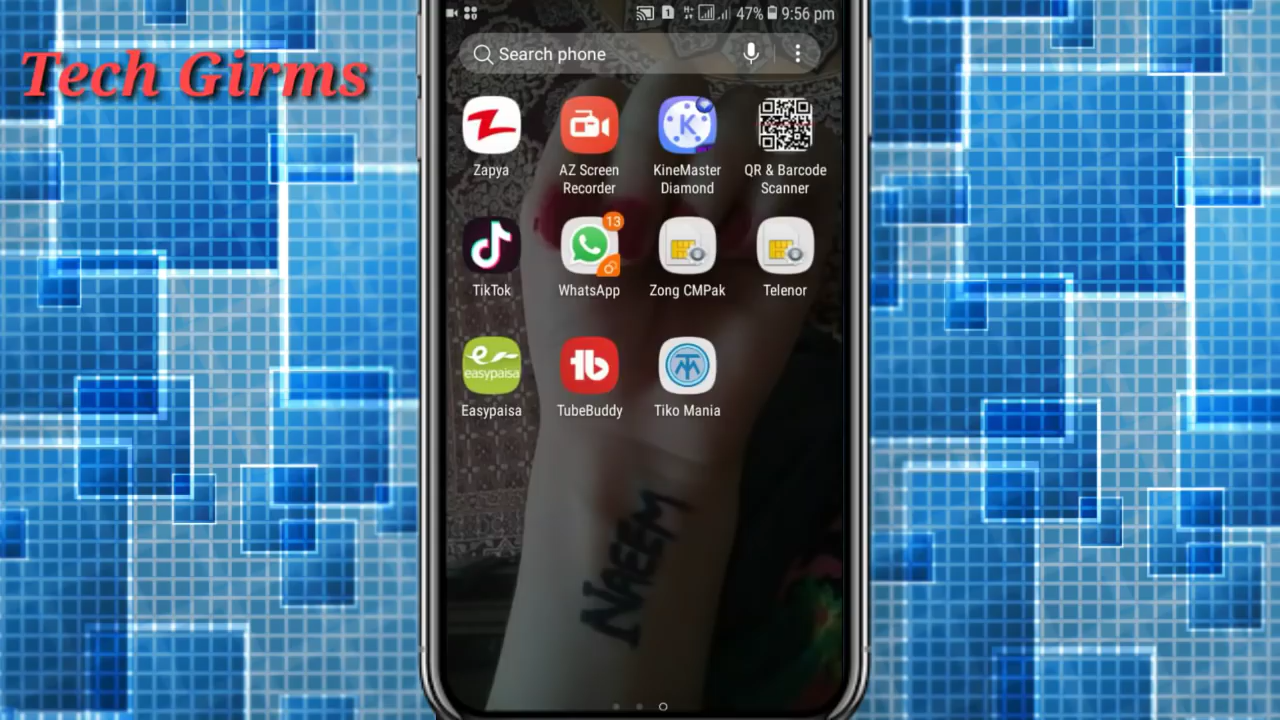 Tech Girms
47% 9:56 pm
Search phone
Zapya
AZ Screen
Recorder
KineMaster
Diamond
QR & Barcode
Scanner
TikTok
13
WhatsApp
Zong CMPak
Telenor
easypaisa
Easypaisa
TubeBuddy
Tiko Mania
NAEEM